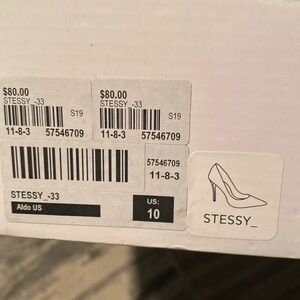 $80.00
STESSY_-33
S19
11-8-3 57546709
$80.00
STESSY_-33
S19
11-8-3 57546709
57546709
11-8-3
STESSY_-33
Aldo US
US:
10
STESSY_